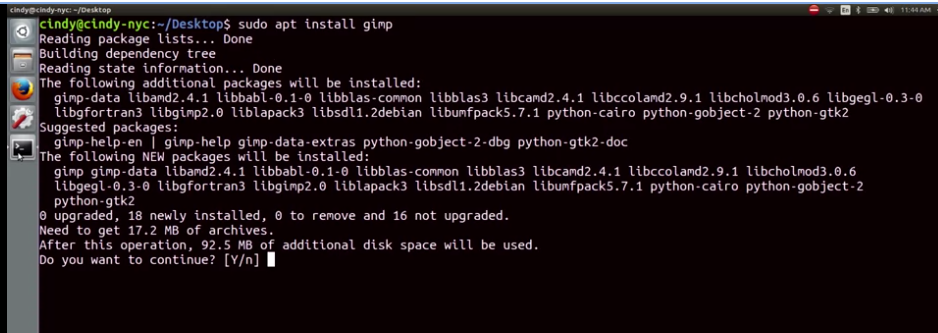 cindy@cindy-nyc: ~/Desktop
En
11:44 AM
cindy@cindy-nyc:~/Desktop$ sudo apt install gimp
Reading package lists... Done
Building dependency tree
Reading state information... Done
The following additional packages will be installed:
gimp-data libamd2.4.1 libbabl-0.1-0 libblas-common libblas3 libcamd2.4.1 libccolamd2.9.1 libcholmod3.0.6 libgegl-0.3-0
libgfortran3 libgimp2.0 liblapack3 libsdl1.2debian libumfpack5.7.1 python-cairo python-gobject-2 python-gtk2
Suggested packages:
gimp-help-en | gimp-help gimp-data-extras python-gobject-2-dbg python-gtk2-doc
The following NEW packages will be installed:
gimp gimp-data libamd2.4.1 libbabl-0.1-0 libblas-common libblas3 libcamd2.4.1 libccolamd2.9.1 libcholmod3.0.6
libgegl-0.3-0 libgfortran3 libgimp2.0 liblapack3 libsdl1.2debian libumfpack5.7.1 python-cairo python-gobject-2
python-gtk2
0 upgraded, 18 newly installed, 0 to remove and 16 not upgraded.
Need to get 17.2 MB of archives.
After this operation, 92.5 MB of additional disk space will be used.
Do you want to continue? [Y/n]